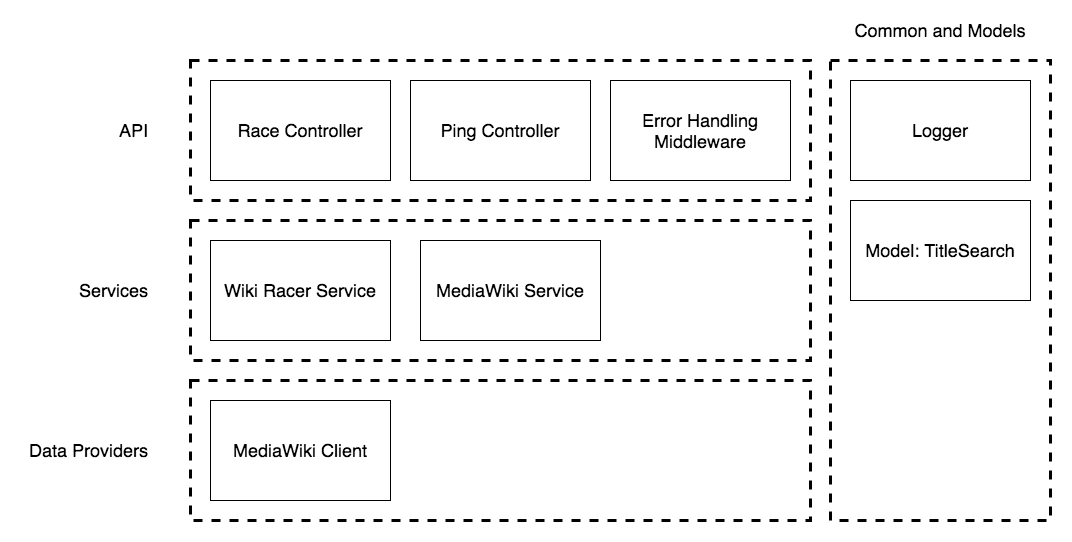 Common and Models
API
Race Controller
Ping Controller
Error Handling
Middleware
Logger
Model: TitleSearch
Services
Wiki Racer Service
MediaWiki Service
Data Providers
MediaWiki Client